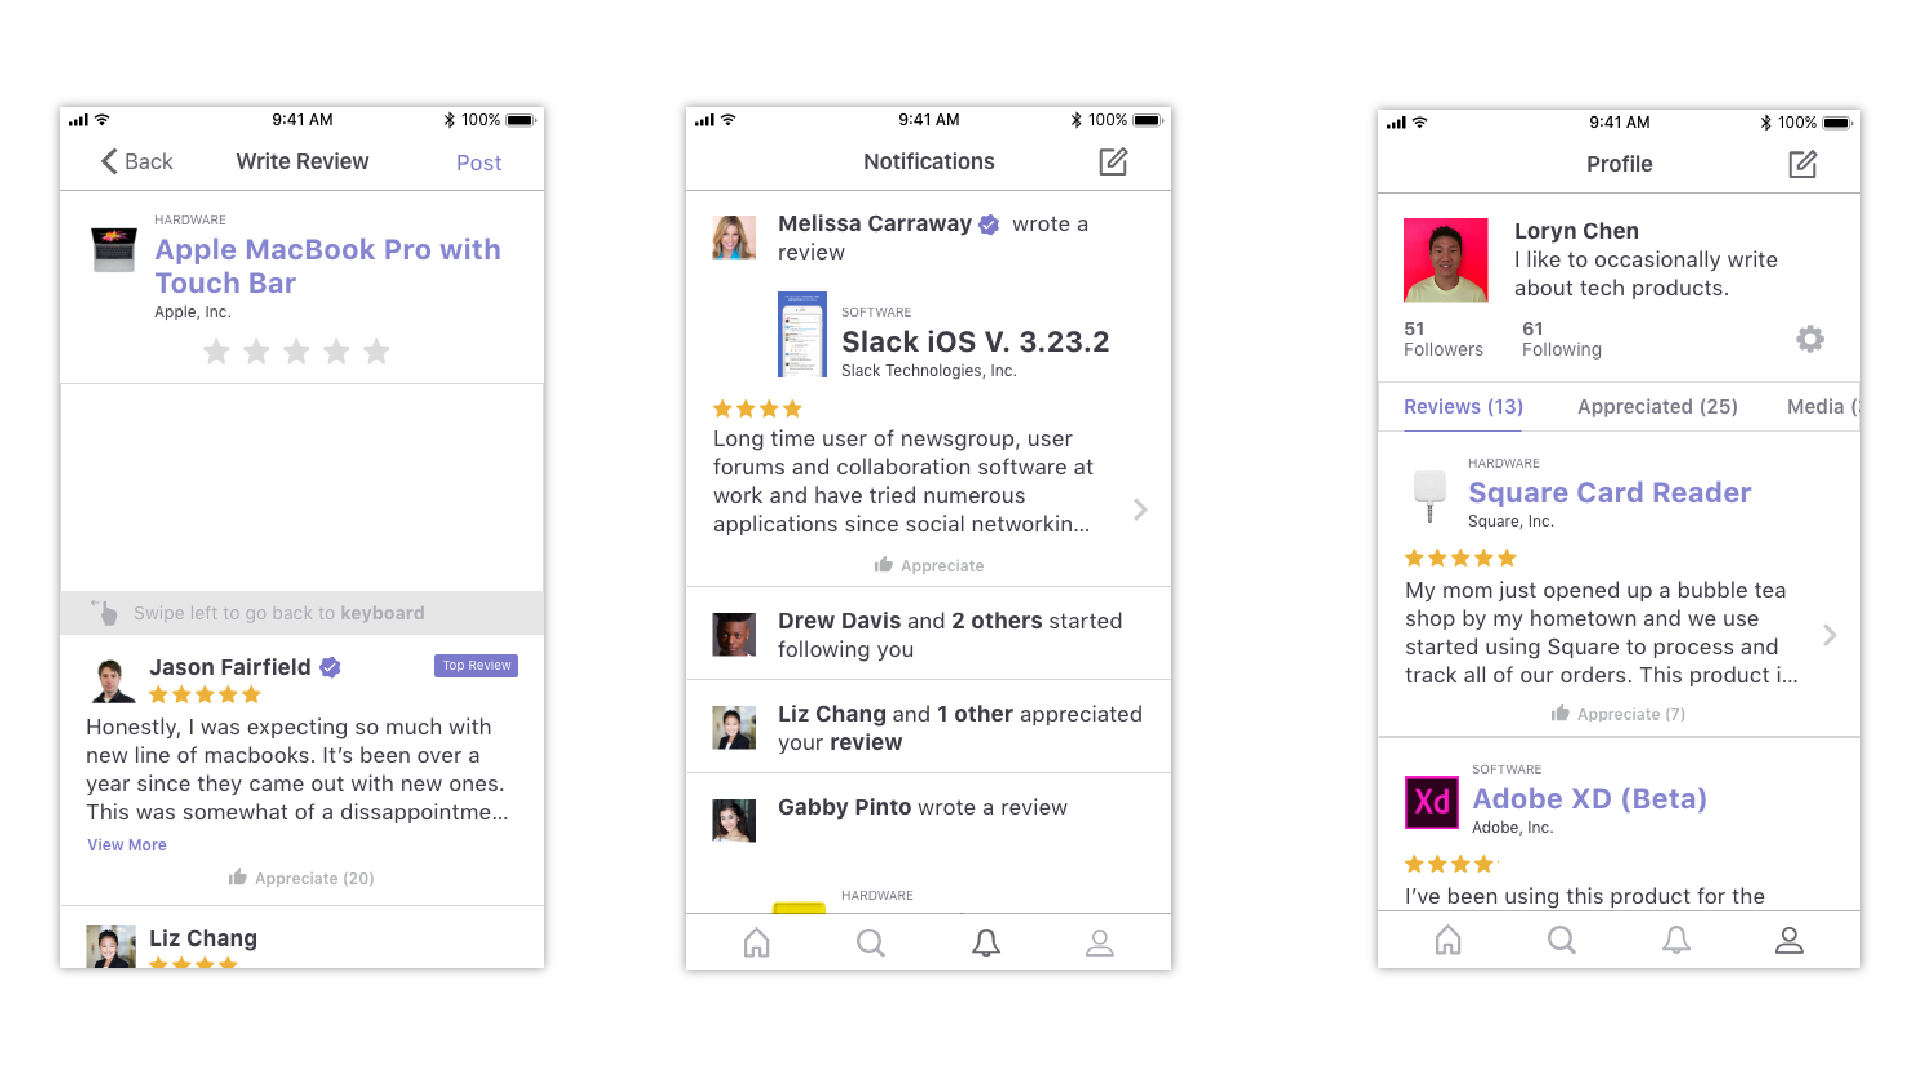 9:41 AM
100%
Back
Write Review
Post
HARDWARE
Apple MacBook Pro with
Touch Bar
Apple, Inc.
Swipe left to go back to keyboard
Jason Fairfield
Top Review
Honestly, I was expecting so much with
new line of macbooks. It’s been over a
year since they came out with new ones.
This was somewhat of a dissappointme...
View More
Appreciate (20)
Liz Chang
9:41 AM
100%
Notifications
Melissa Carraway wrote a
review
SOFTWARE
Slack iOS V. 3.23.2
Slack Technologies, Inc.
Long time user of newsgroup, user
forums and collaboration software at
work and have tried numerous
applications since social networkin...
Appreciate
Drew Davis and 2 others started
following you
Liz Chang and 1 other appreciated
your review
Gabby Pinto wrote a review
HARDWARE
9:41 AM
100%
Profile
Loryn Chen
I like to occasionally write
about tech products.
51
Followers
61
Following
Reviews (13)
Appreciated (25)
Media (
HARDWARE
Square Card Reader
Square, Inc.
My mom just opened up a bubble tea
shop by my hometown and we use
started using Square to process and
track all of our orders. This product i...
Appreciate (7)
SOFTWARE
Xd
Adobe XD (Beta)
Adobe, Inc.
I’ve been using this product for the